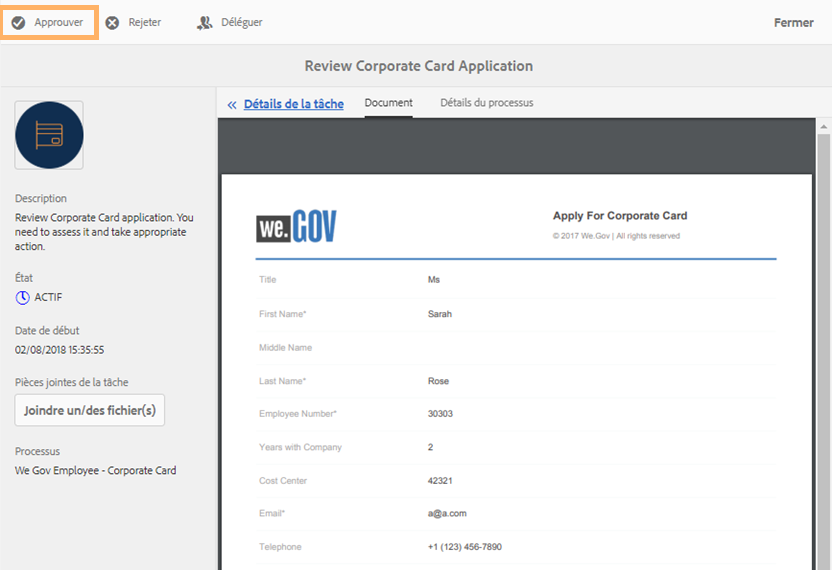 Approuver Rejeter Déléguer Fermer
Review Corporate Card Application
« Détails de la tâche Document Détails du processus
Description
Review Corporate Card application. You
need to assess it and take appropriate
action.
État
ACTIF
Date de début
02/08/2018 15:35:55
Pièces jointes de la tâche
Joindre un/des fichier(s)
Processus
We Gov Employee - Corporate Card
we.GOV
Apply For Corporate Card
© 2017 We.Gov | All rights reserved
Title Ms
First Name* Sarah
Middle Name
Last Name* Rose
Employee Number* 30303
Years with Company 2
Cost Center 42321
Email* a@a.com
Telephone +1 (123) 456-7890